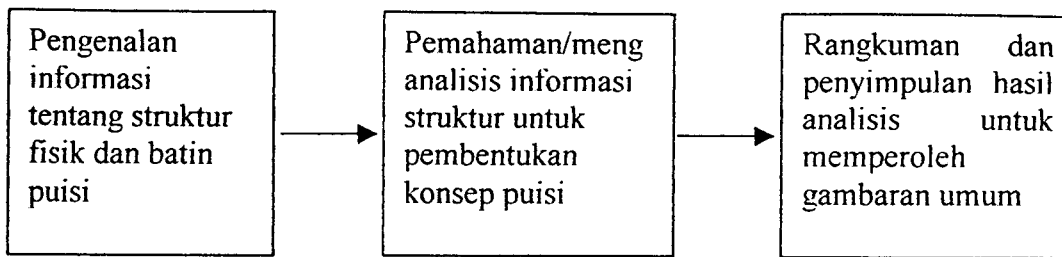 Pengenalan
informasi
tentang struktur
fisik dan batin
puisi
Pemahaman/meng
analisis informasi
struktur untuk
pembentukan
konsep puisi
Rangkuman dan
penyimpulan hasil
analisis untuk
memperoleh
gambaran umum